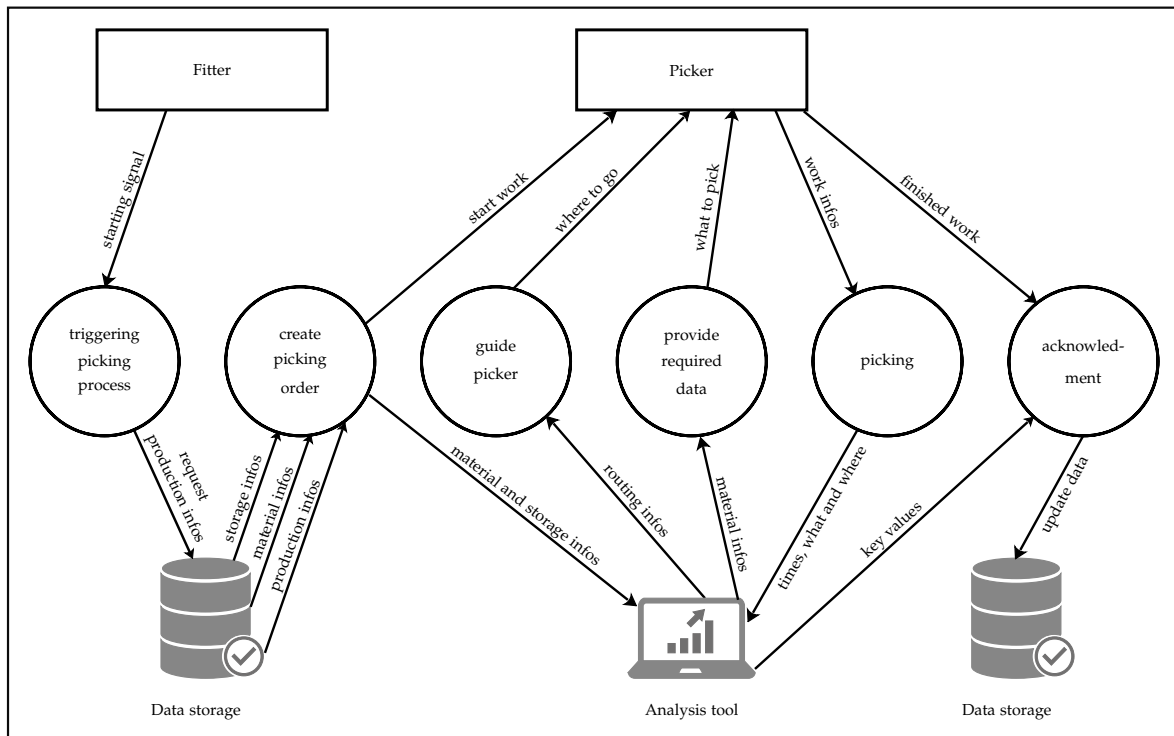 Fitter
Picker
starting signal
start work
where to go
what to pick
work infos
finished work
triggering
picking
process
create
picking
order
guide
picker
provide
required
data
picking
acknowled-
ment
request
production infos
storage infos
material infos
production infos
material and storage infos
routing infos
material infos
times, what and where
key values
update data
Data storage
Analysis tool
Data storage